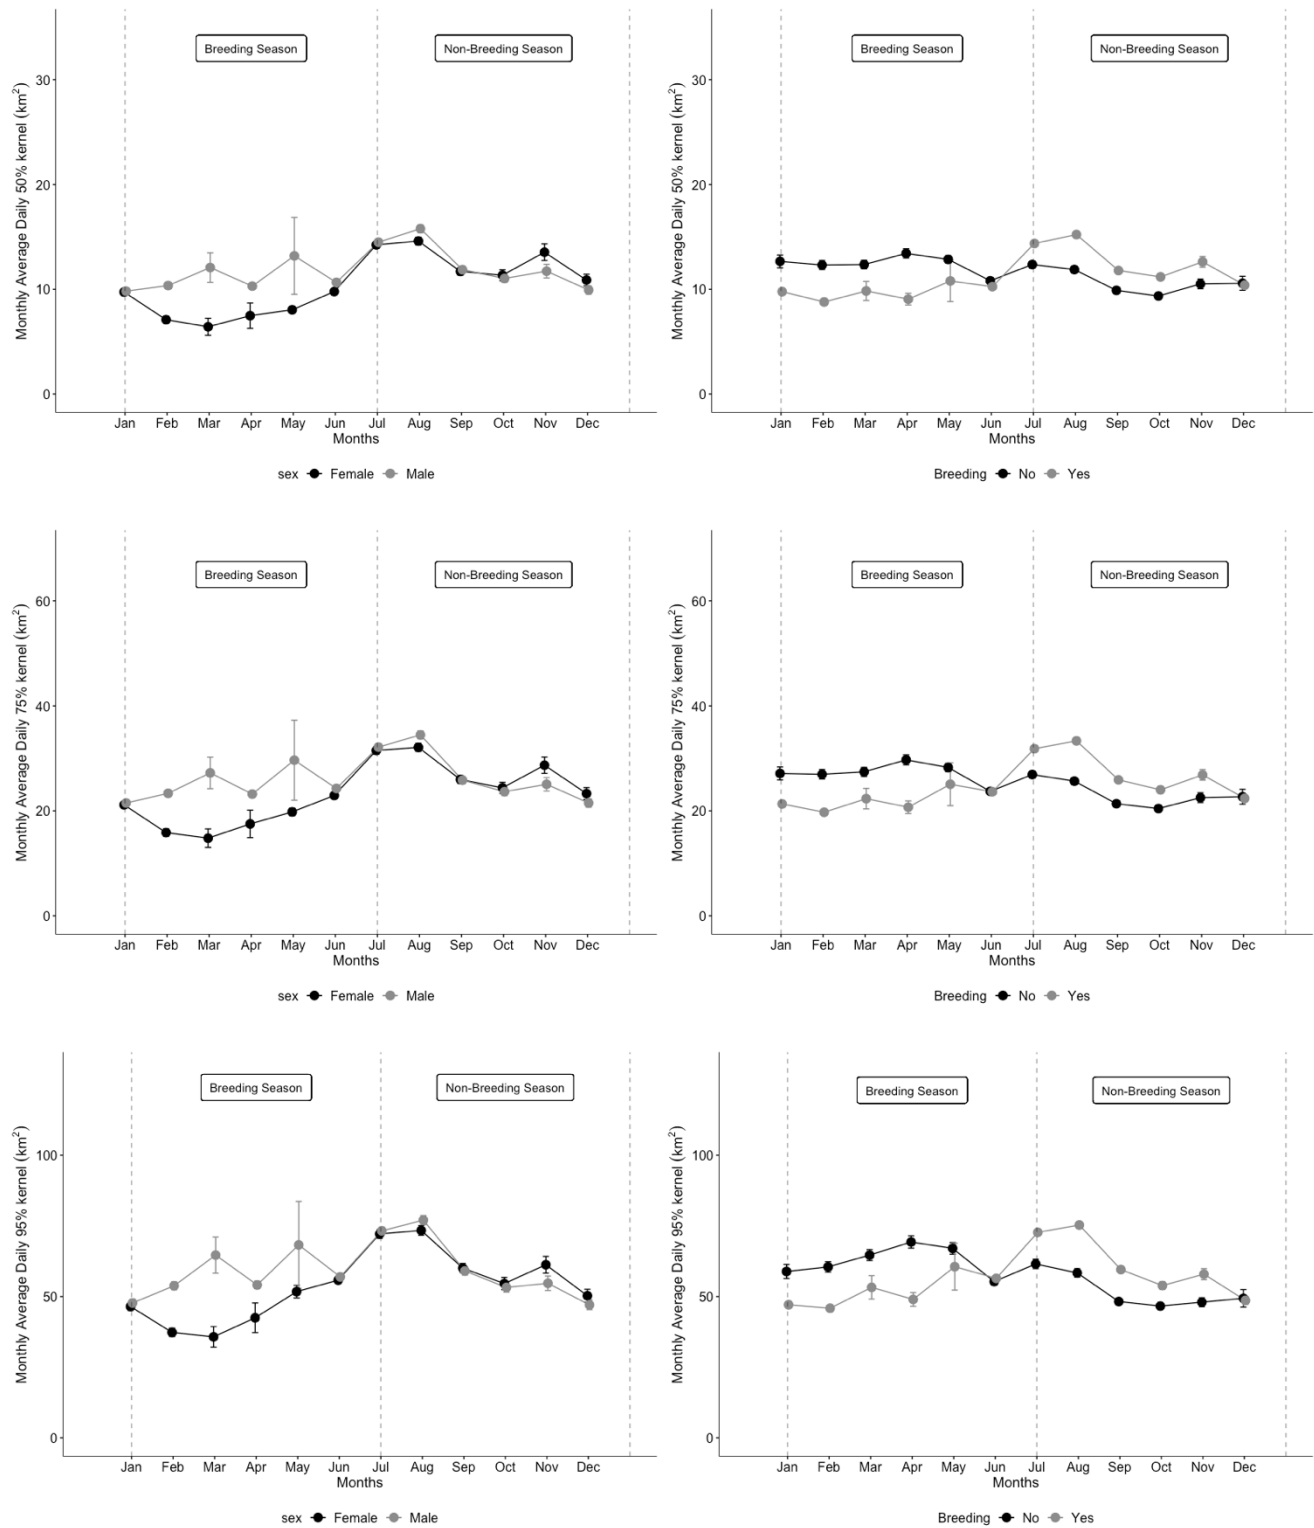 Breeding Season
Non-Breeding Season
Monthly Average Daily 50% kernel (km²)
30
20
10
0
Jan Feb Mar Apr May Jun Jul Aug Sep Oct Nov Dec
Months
sex Female Male
Breeding Season
Non-Breeding Season
Monthly Average Daily 50% kernel (km²)
30
20
10
0
Jan Feb Mar Apr May Jun Jul Aug Sep Oct Nov Dec
Months
Breeding No Yes
Breeding Season
Non-Breeding Season
Monthly Average Daily 75% kernel (km²)
60
40
20
0
Jan Feb Mar Apr May Jun Jul Aug Sep Oct Nov Dec
Months
sex Female Male
Breeding Season
Non-Breeding Season
Monthly Average Daily 75% kernel (km²)
60
40
20
0
Jan Feb Mar Apr May Jun Jul Aug Sep Oct Nov Dec
Months
Breeding No Yes
Breeding Season
Non-Breeding Season
Monthly Average Daily 95% kernel (km²)
100
50
0
Jan Feb Mar Apr May Jun Jul Aug Sep Oct Nov Dec
Months
sex Female Male
Breeding Season
Non-Breeding Season
Monthly Average Daily 95% kernel (km²)
100
50
0
Jan Feb Mar Apr May Jun Jul Aug Sep Oct Nov Dec
Months
Breeding No Yes